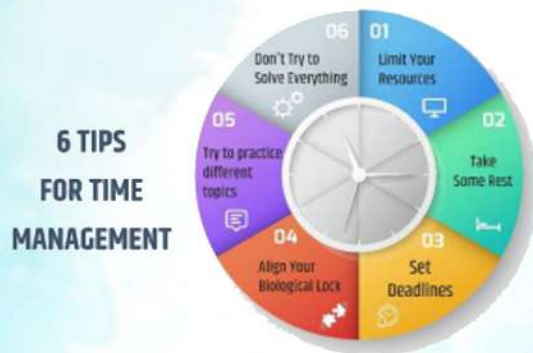 6 TIPS
FOR TIME
MANAGEMENT
01
Limit Your
Resources
02
Take
Some Rest
03
Set
Deadlines
04
Align Your
Biological Lock
05
Try to practice
different
topics
06
Don't Try to
Solve Everything